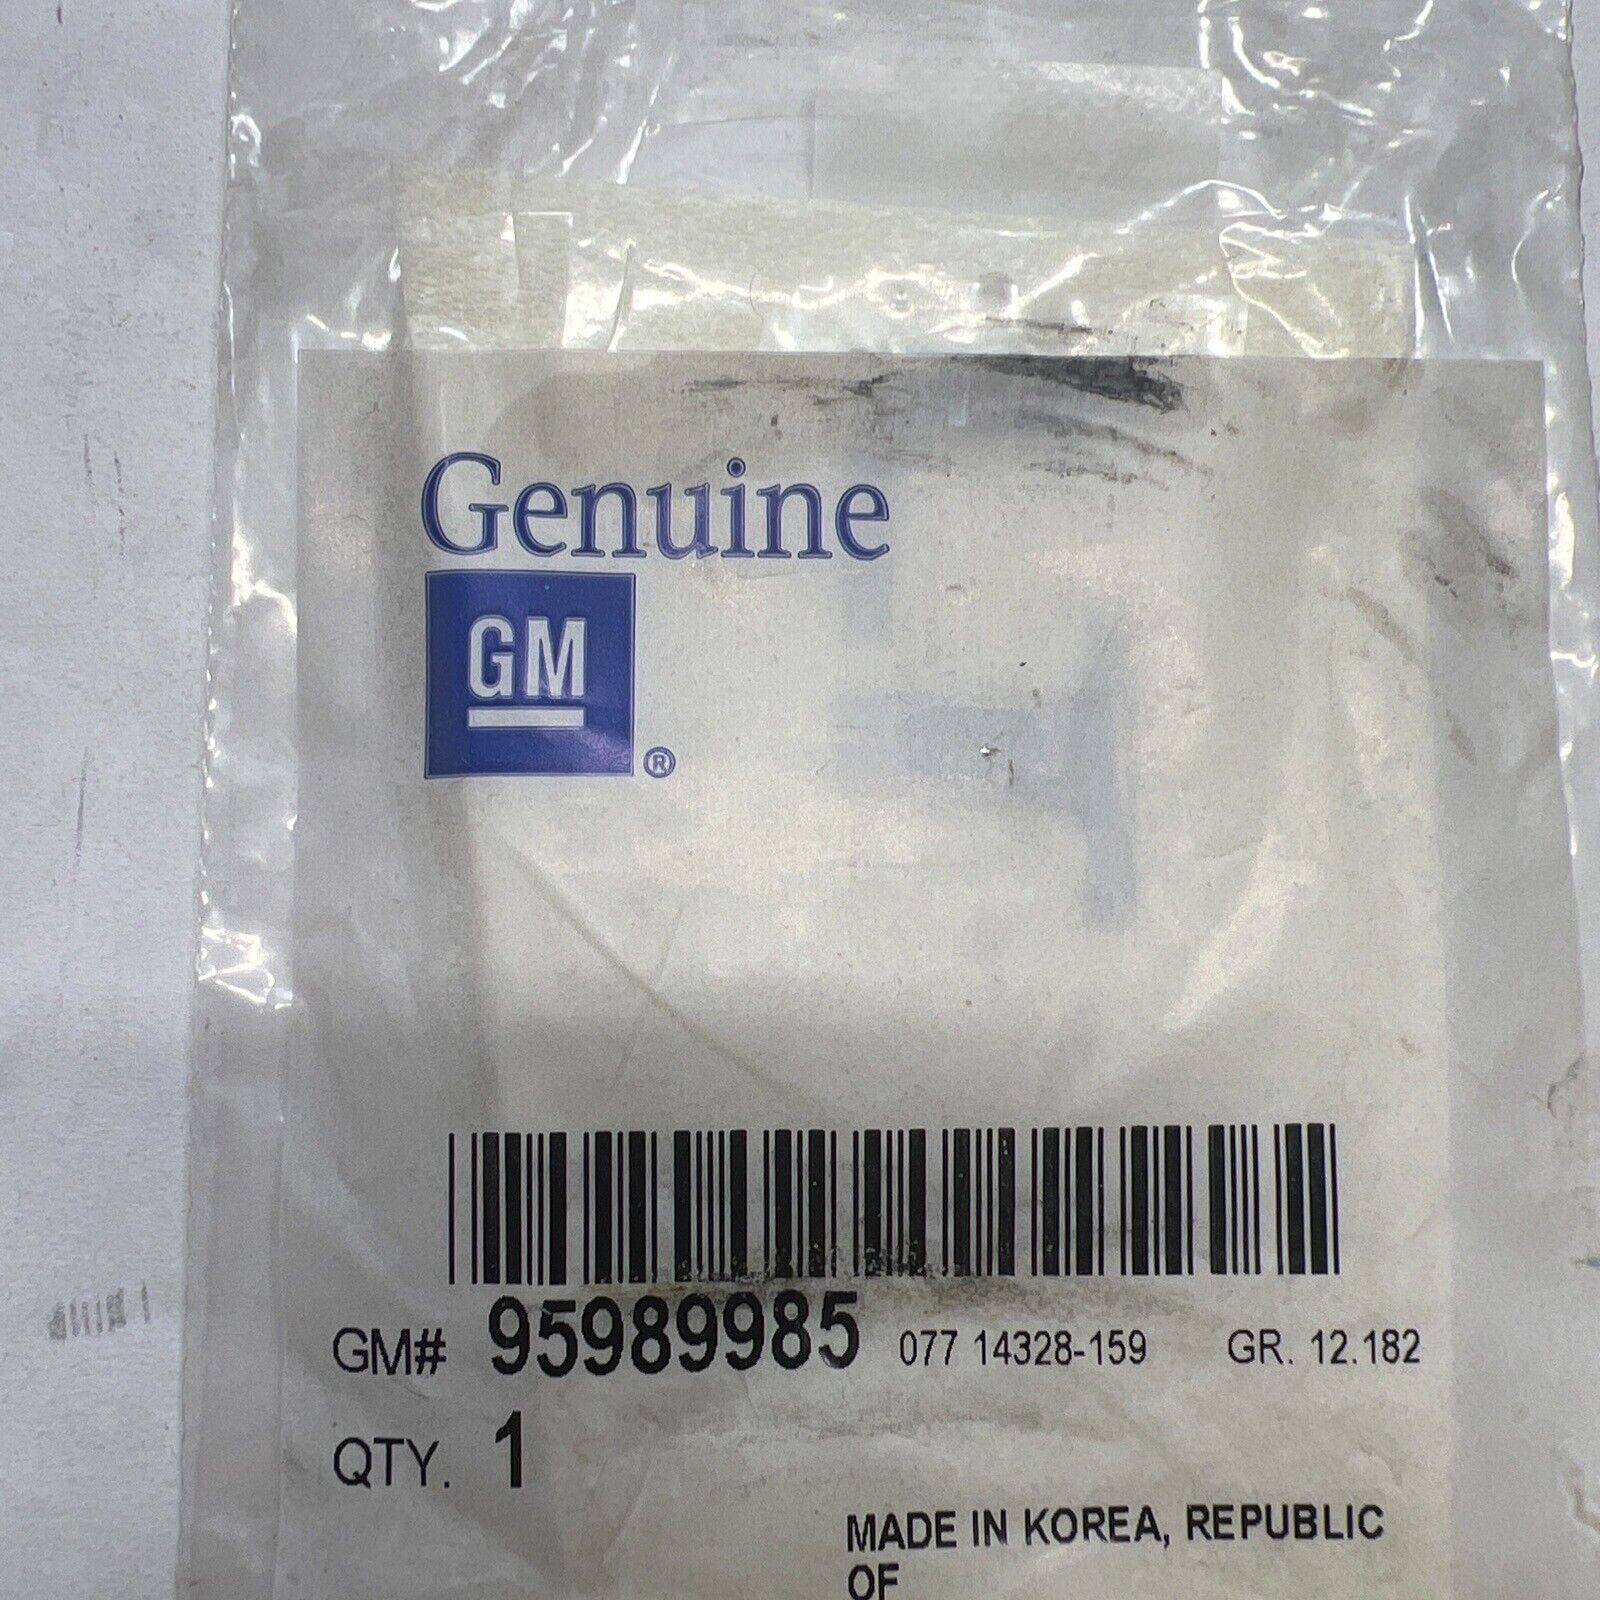 Genuine
GM
®
GM# 95989985 077 14328-159 GR. 12.182
QTY. 1
MADE IN KOREA, REPUBLIC
OF